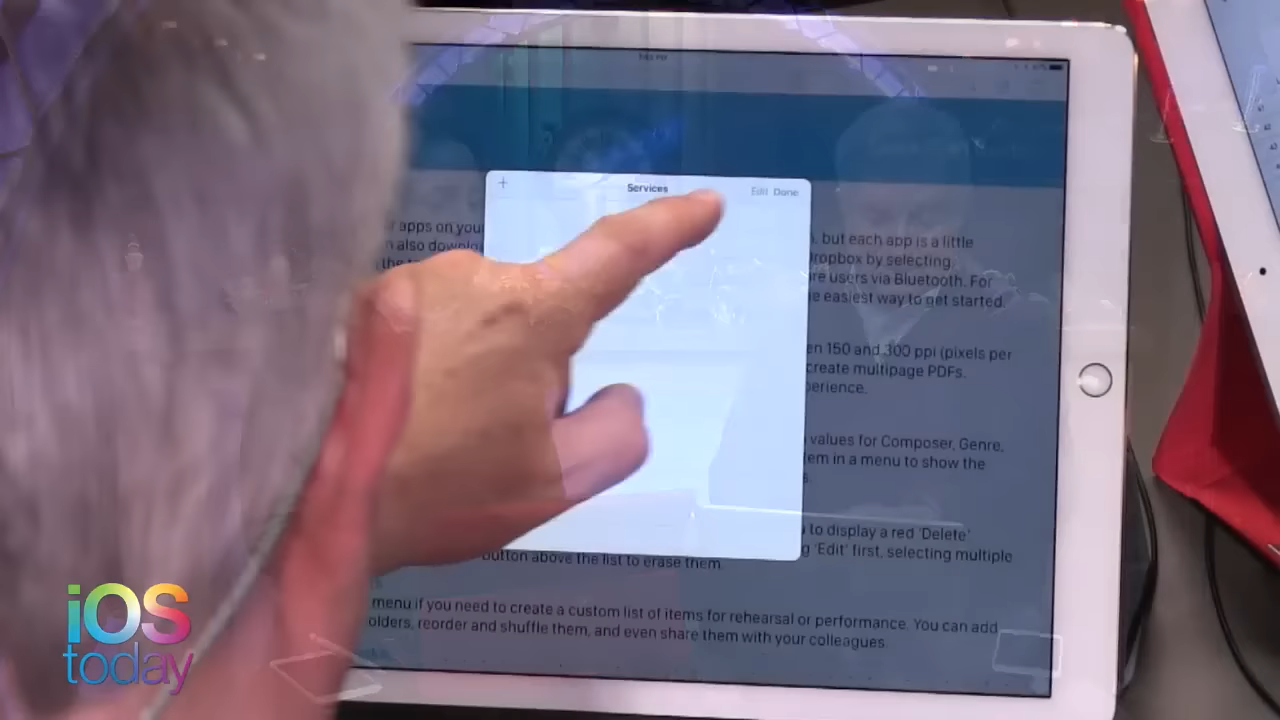 + Services Edit Done
apps on you
, but each app is a little
n also downlo
ropbox by selecting
re users via Bluetooth. For
e easiest way to get started.
en 150 and 300 ppi (pixels per
create multipage PDFs.
perience.
values for Composer, Genre,
em in a menu to show the
to display a red 'Delete'
g 'Edit' first, selecting multiple
button above the list to erase them.
menu if you need to create a custom list of items for rehearsal or performance. You can add
olders, reorder and shuffle them, and even share them with your colleagues.
iOS
today